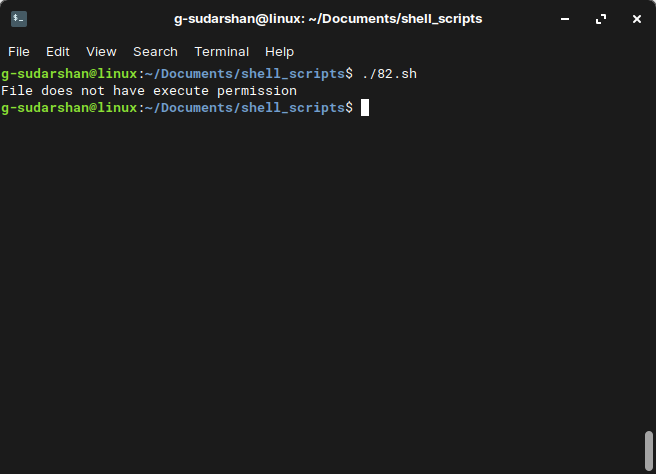 g-sudarshan@linux: ~/Documents/shell_scripts
File Edit View Search Terminal Help
g-sudarshan@linux:~/Documents/shell_scripts$ ./82.sh
File does not have execute permission
g-sudarshan@linux:~/Documents/shell_scripts$